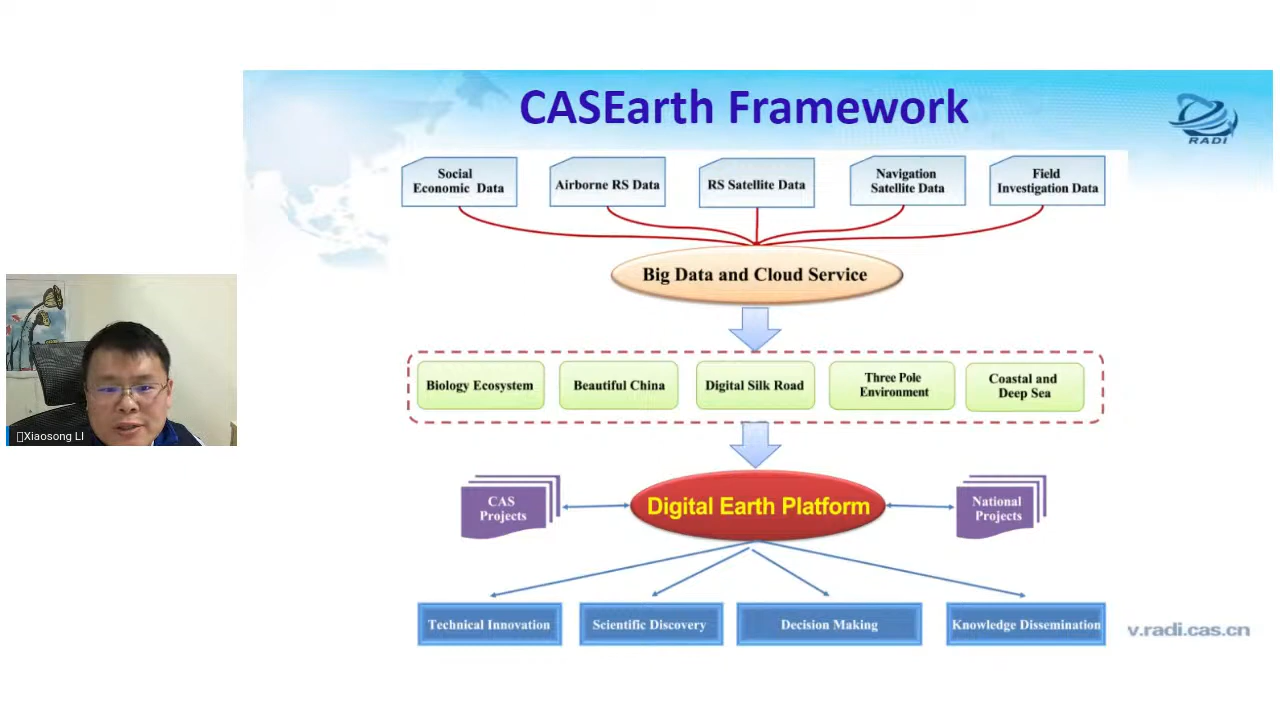 CASEarth Framework
RADI
Social
Economic Data
Airborne RS Data
RS Satellite Data
Navigation
Satellite Data
Field
Investigation Data
Big Data and Cloud Service
Biology Ecosystem
Beautiful China
Digital Silk Road
Three Pole
Environment
Coastal and
Deep Sea
CAS
Projects
Digital Earth Platform
National
Projects
Technical Innovation
Scientific Discovery
Decision Making
Knowledge Dissemination
v.radi.cas.cn
Xiaosong LI